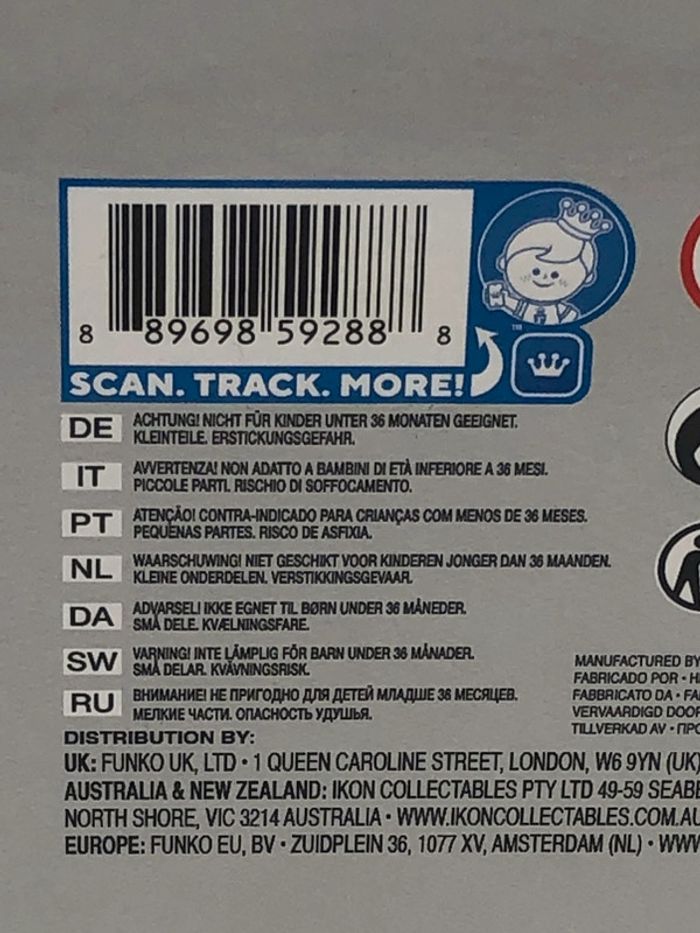 8 89698 59288 8
™
SCAN. TRACK. MORE!
DE ACHTUNG! NICHT FÜR KINDER UNTER 36 MONATEN GEEIGNET.
KLEINTEILE. ERSTICKUNGSGEFAHR.
IT AVVERTENZA! NON ADATTO A BAMBINI DI ETÀ INFERIORE A 36 MESI.
PICCOLE PARTI. RISCHIO DI SOFFOCAMENTO.
PT ATENÇÃO! CONTRA-INDICADO PARA CRIANÇAS COM MENOS DE 36 MESES.
PEQUENAS PARTES. RISCO DE ASFIXIA.
NL WAARSCHUWING! NIET GESCHIKT VOOR KINDEREN JONGER DAN 36 MAANDEN.
KLEINE ONDERDELEN. VERSTIKKINGSGEVAAR.
DA ADVARSEL! IKKE EGNET TIL BØRN UNDER 36 MÅNEDER.
SMÅ DELE. KVÆLNINGSFARE.
SW VARNING! INTE LÄMPLIG FÖR BARN UNDER 36 MÅNADER.
SMÅ DELAR. KVÄVNINGSRISK.
RU ВНИМАНИЕ! НЕ ПРИГОДНО ДЛЯ ДЕТЕЙ МЛАДШЕ 36 МЕСЯЦЕВ.
МЕЛКИЕ ЧАСТИ. ОПАСНОСТЬ УДУШЬЯ.
MANUFACTURED BY
FABRICADO POR • 
FABBRICATO DA • 
VERVAARDIGD DOOR
TILLVERKAD AV • 
DISTRIBUTION BY:
UK: FUNKO UK, LTD • 1 QUEEN CAROLINE STREET, LONDON, W6 9YN (UK)
AUSTRALIA & NEW ZEALAND: IKON COLLECTABLES PTY LTD 49-59
NORTH SHORE, VIC 3214 AUSTRALIA • WWW.IKONCOLLECTABLES.COM.AU
EUROPE: FUNKO EU, BV • ZUIDPLEIN 36, 1077 XV, AMSTERDAM (NL) •